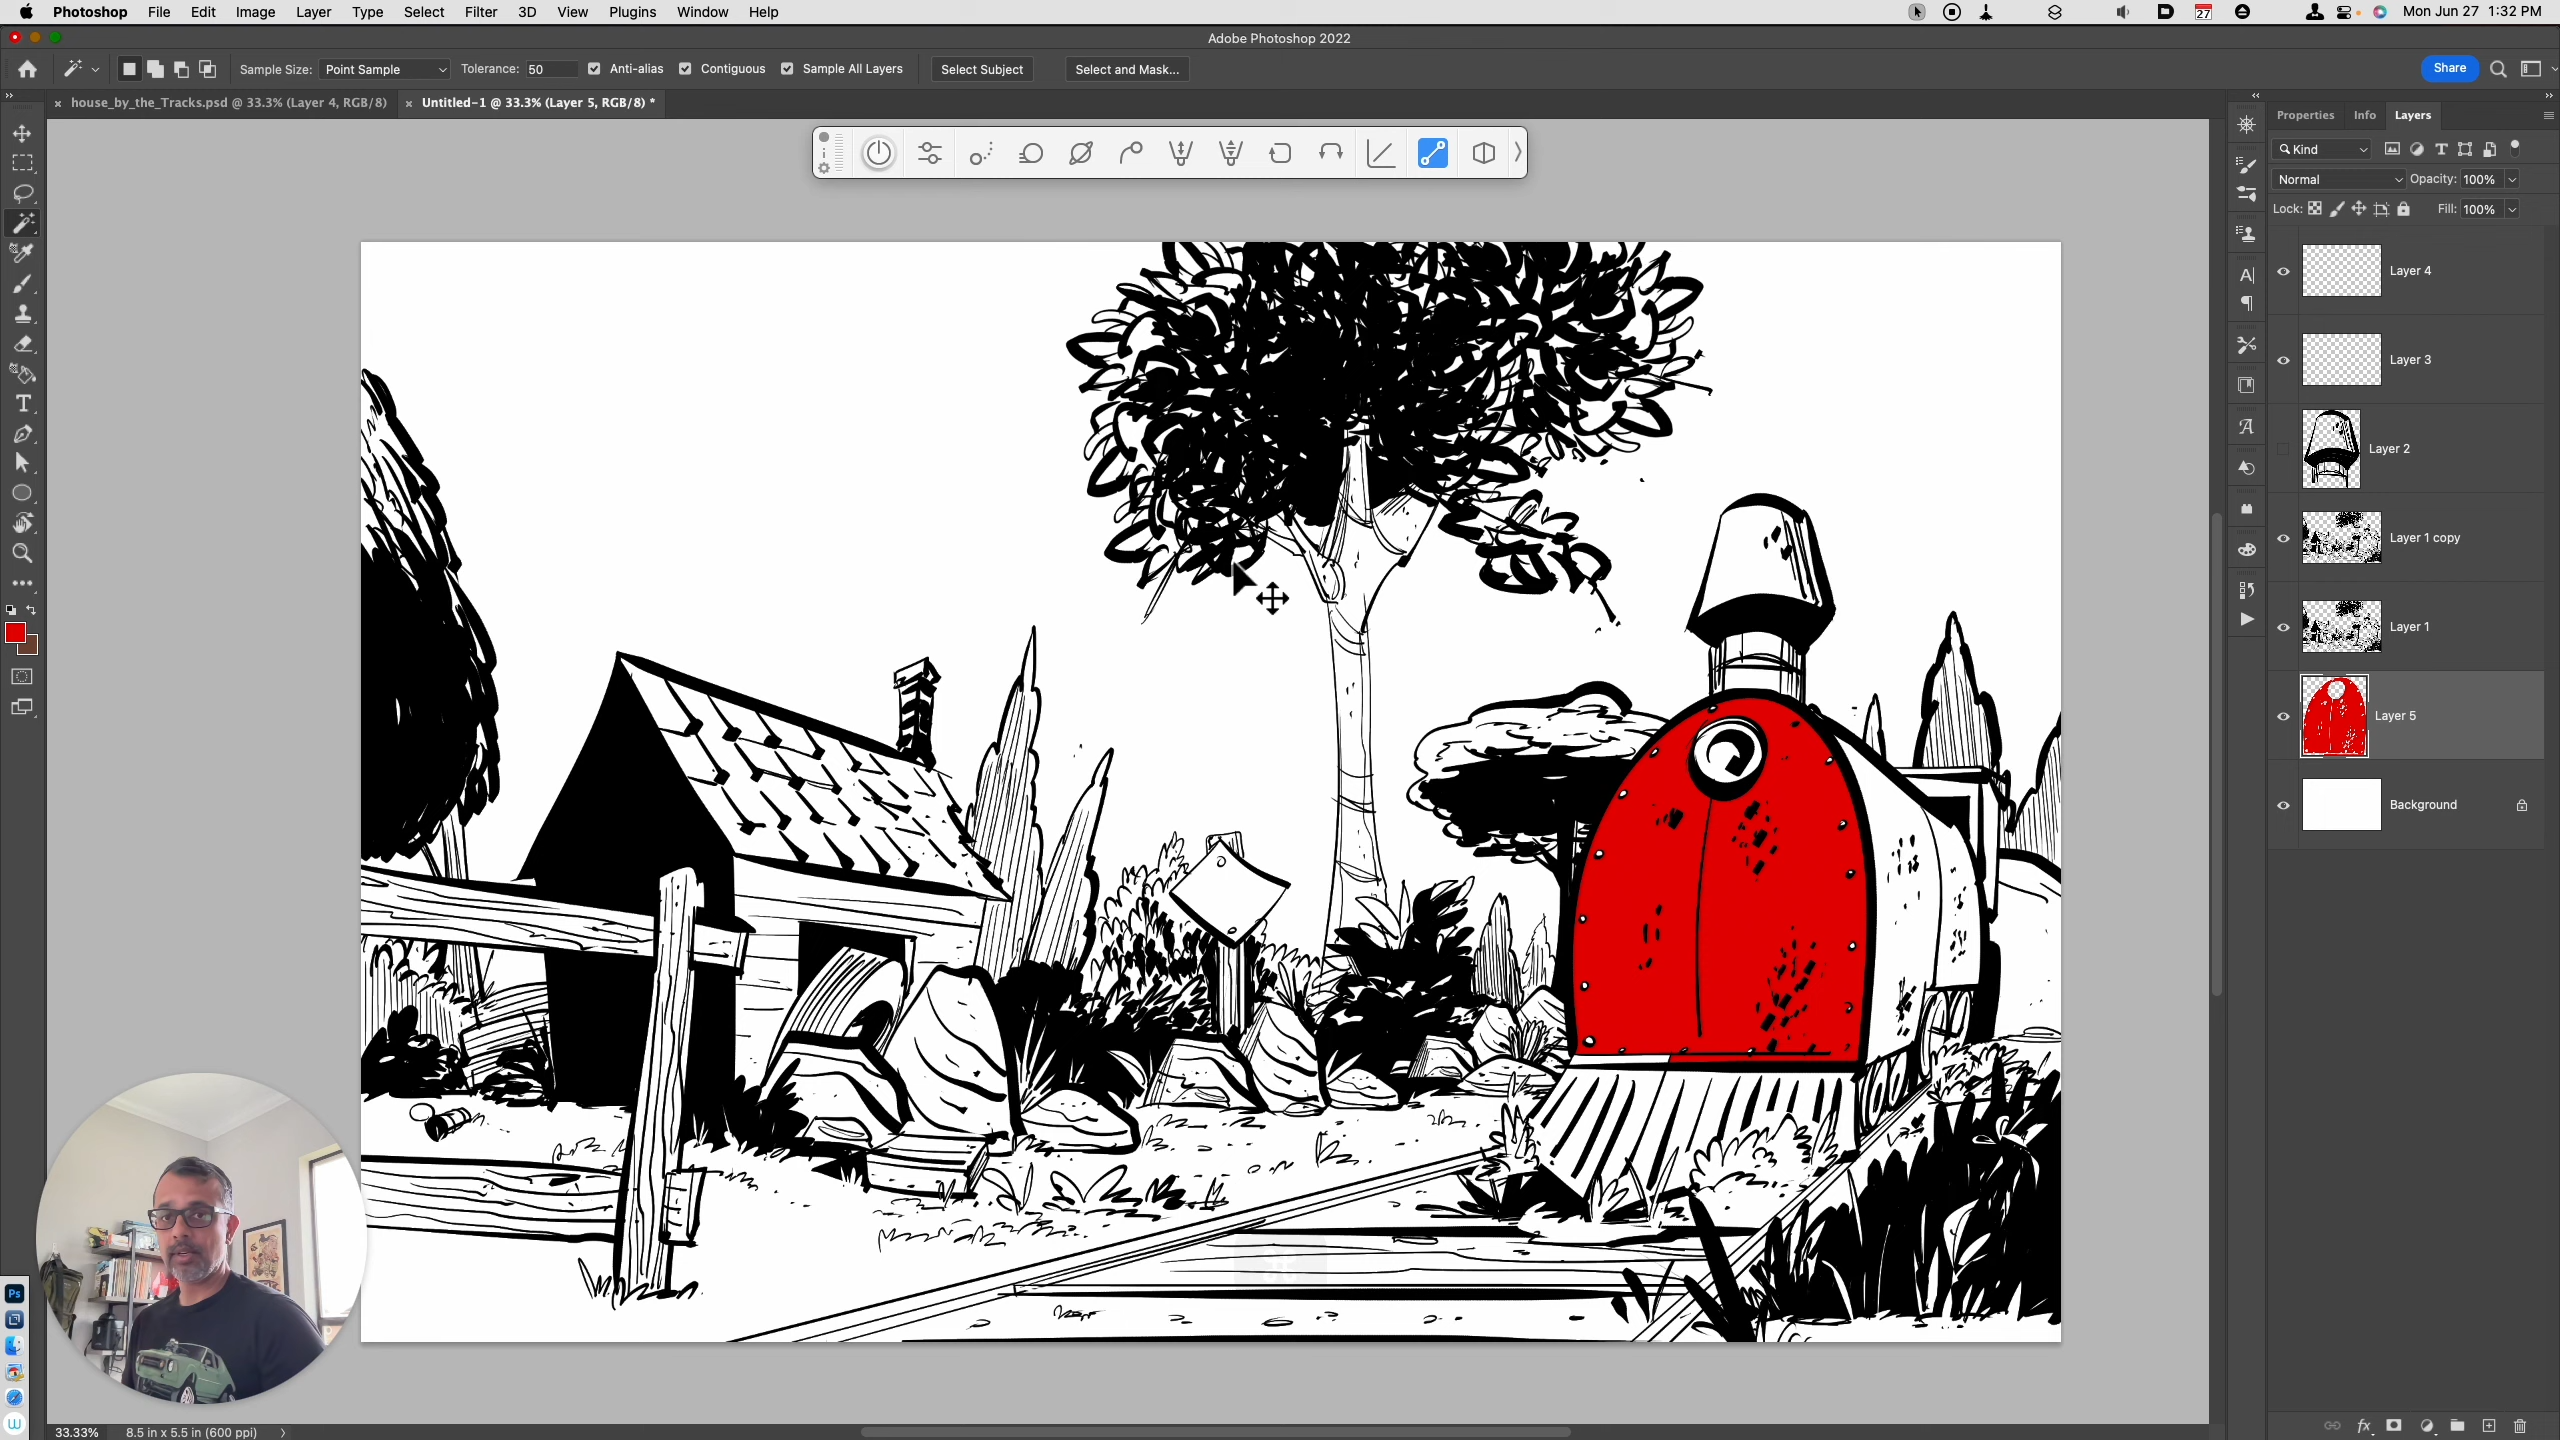 Photoshop File Edit Image Layer Type Select Filter 3D View Plugins Window Help 27 Mon Jun 27 1:32 PM
Adobe Photoshop 2022
Sample Size: Point Sample Tolerance: 50 Anti-alias Contiguous Sample All Layers Select Subject Select and Mask... Share
house_by_the_Tracks.psd @ 33.3% (Layer 4, RGB/8) Untitled-1 @ 33.3% (Layer 5, RGB/8) *
Properties Info Layers
Kind
Normal Opacity: 100%
Lock: Fill: 100%
Layer 4
Layer 3
Layer 2
Layer 1 copy
Layer 1
Layer 5
Background
Ps
fx
33.33% 8.5 in x 5.5 in (600 ppi)